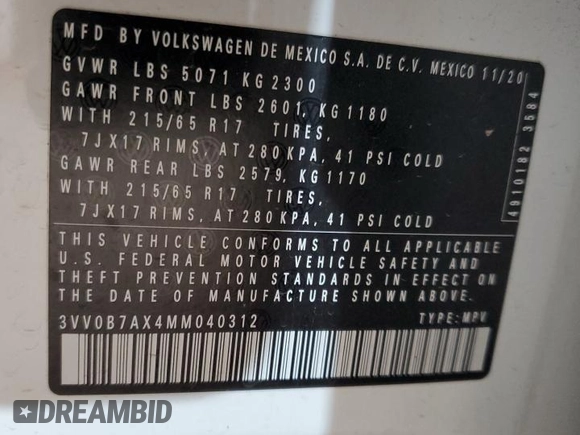 MFD BY VOLKSWAGEN DE MEXICO S.A. DE C.V. MEXICO 11/20
GVWR LBS 5071 KG 2300
GAWR FRONT LBS 2601, KG 1180
WITH 215/65 R17 TIRES,
7JX17 RIMS, AT 280 KPA, 41 PSI COLD
GAWR REAR LBS 2579, KG 1170
WITH 215/65 R17 TIRES,
7JX17 RIMS, AT 280 KPA, 41 PSI COLD
THIS VEHICLE CONFORMS TO ALL APPLICABLE
U.S. FEDERAL MOTOR VEHICLE SAFETY AND
THEFT PREVENTION STANDARDS IN EFFECT ON
THE DATE OF MANUFACTURE SHOWN ABOVE.
3VV0B7AX4MM040312 TYPE: MPV
4910182 3584
DREAMBID